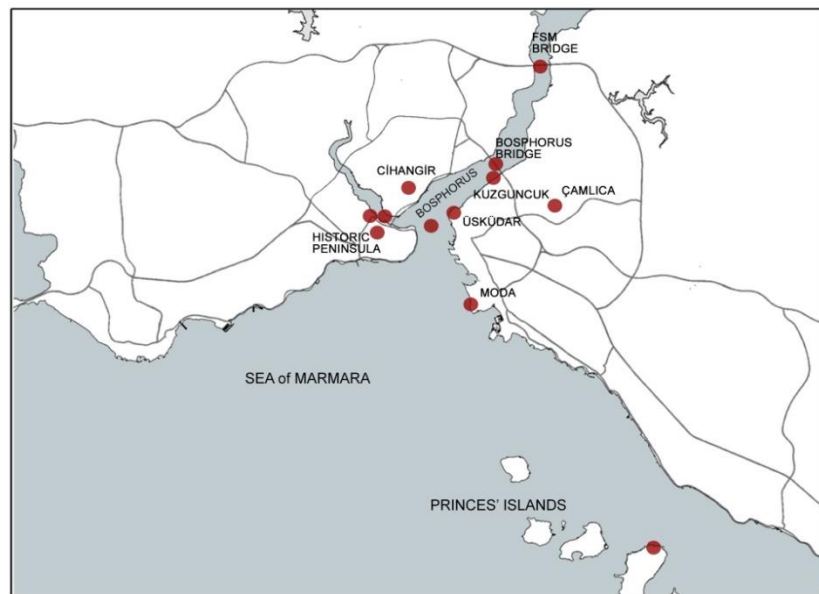 FSM
BRIDGE
BOSPHORUS
BRIDGE
CİHANGİR
BOSPHORUS
KUZGUNCUK
ÇAMLICA
ÜSKÜDAR
HISTORIC
PENINSULA
MODA
SEA of MARMARA
PRINCES' ISLANDS